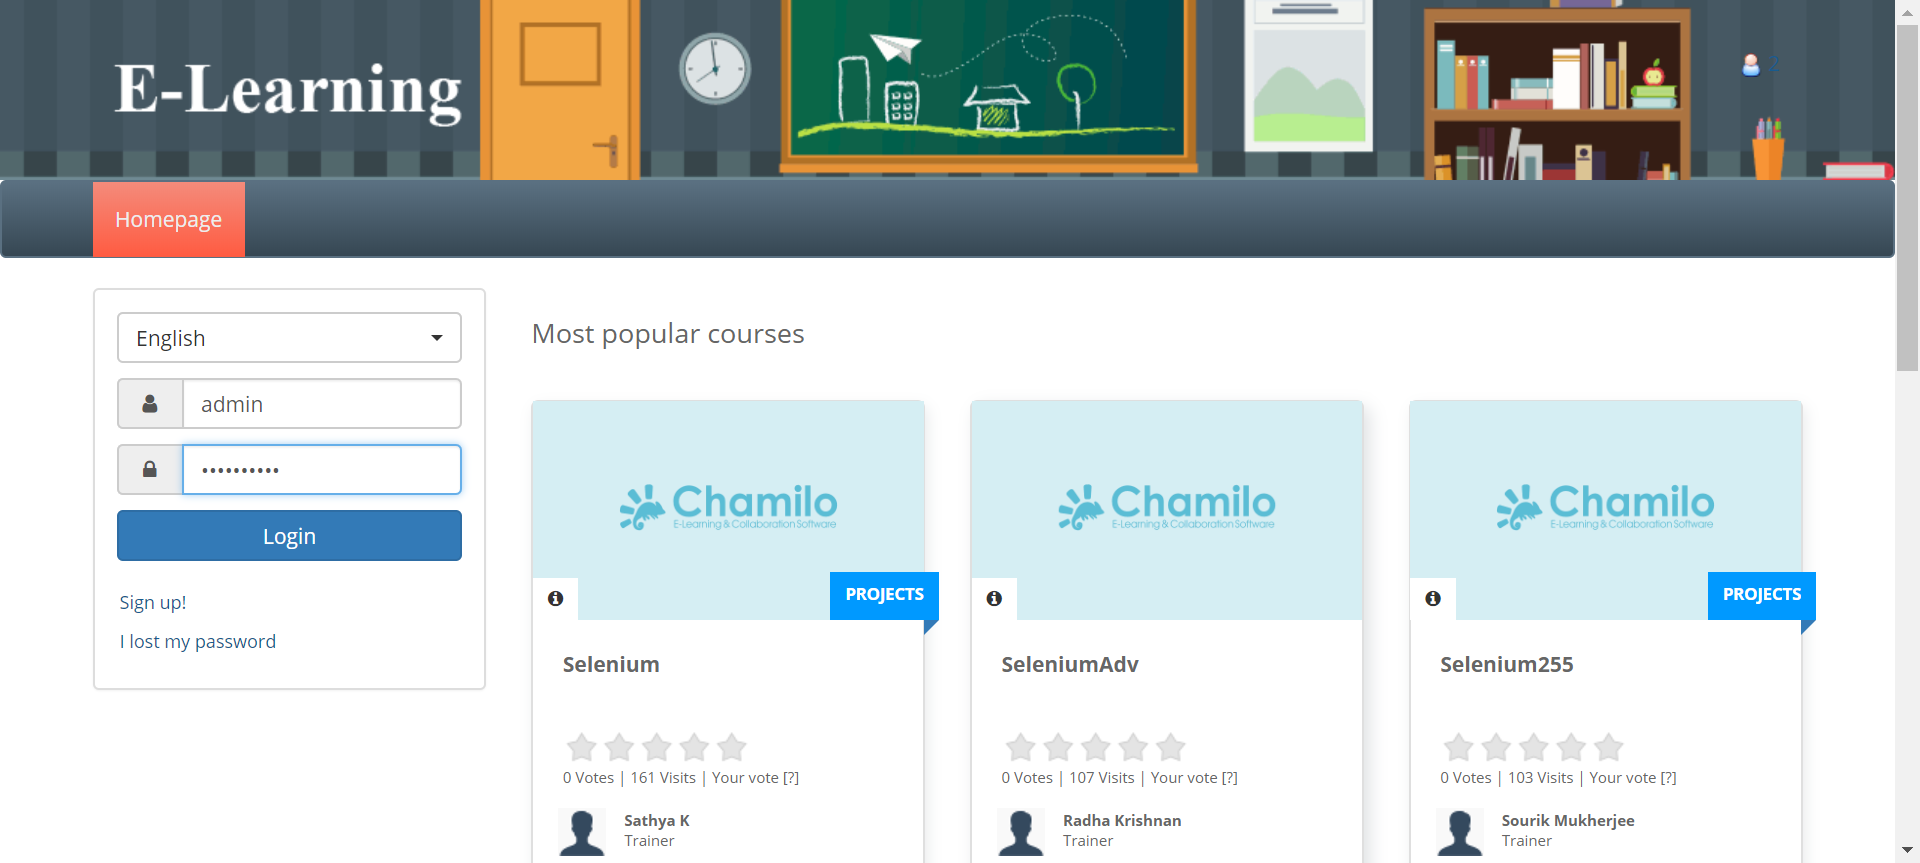 E-Learning
2
Homepage
English
admin
••••••••••
Login
Sign up!
I lost my password
Most popular courses
Chamilo
E-Learning & Collaboration Software
PROJECTS
Selenium
0 Votes | 161 Visits | Your vote [?]
Sathya K
Trainer
Chamilo
E-Learning & Collaboration Software
SeleniumAdv
0 Votes | 107 Visits | Your vote [?]
Radha Krishnan
Trainer
Chamilo
E-Learning & Collaboration Software
PROJECTS
Selenium255
0 Votes | 103 Visits | Your vote [?]
Sourik Mukherjee
Trainer